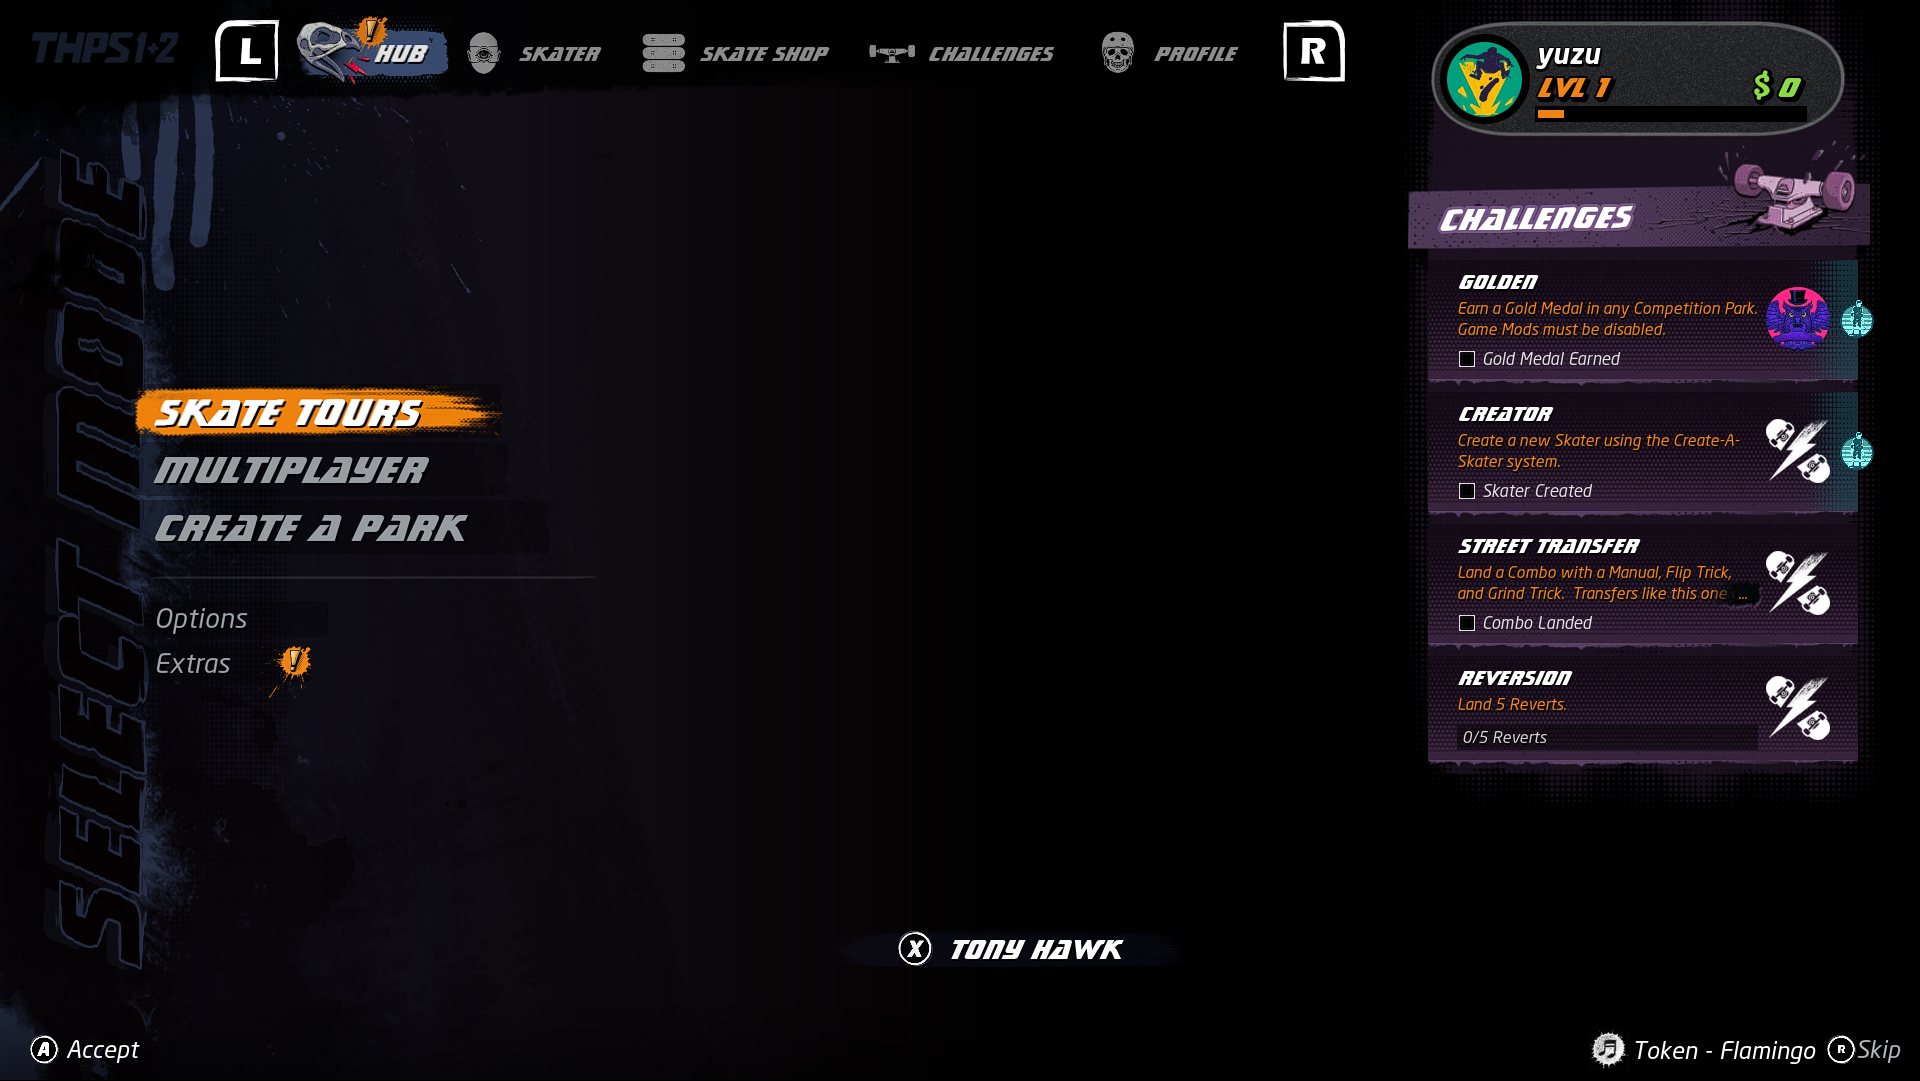 THPS1+2
L
HUB
SKATER
SKATE SHOP
CHALLENGES
PROFILE
R
yuzu
LVL 1
$ 0
SELECT MODE
SKATE TOURS
MULTIPLAYER
CREATE A PARK
Options
Extras
CHALLENGES
GOLDEN
Earn a Gold Medal in any Competition Park.
Game Mods must be disabled.
Gold Medal Earned
CREATOR
Create a new Skater using the Create-A-
Skater system.
Skater Created
STREET TRANSFER
Land a Combo with a Manual, Flip Trick,
and Grind Trick. Transfers like this one ...
Combo Landed
REVERSION
Land 5 Reverts.
0/5 Reverts
X TONY HAWK
A Accept
Token - Flamingo R Skip